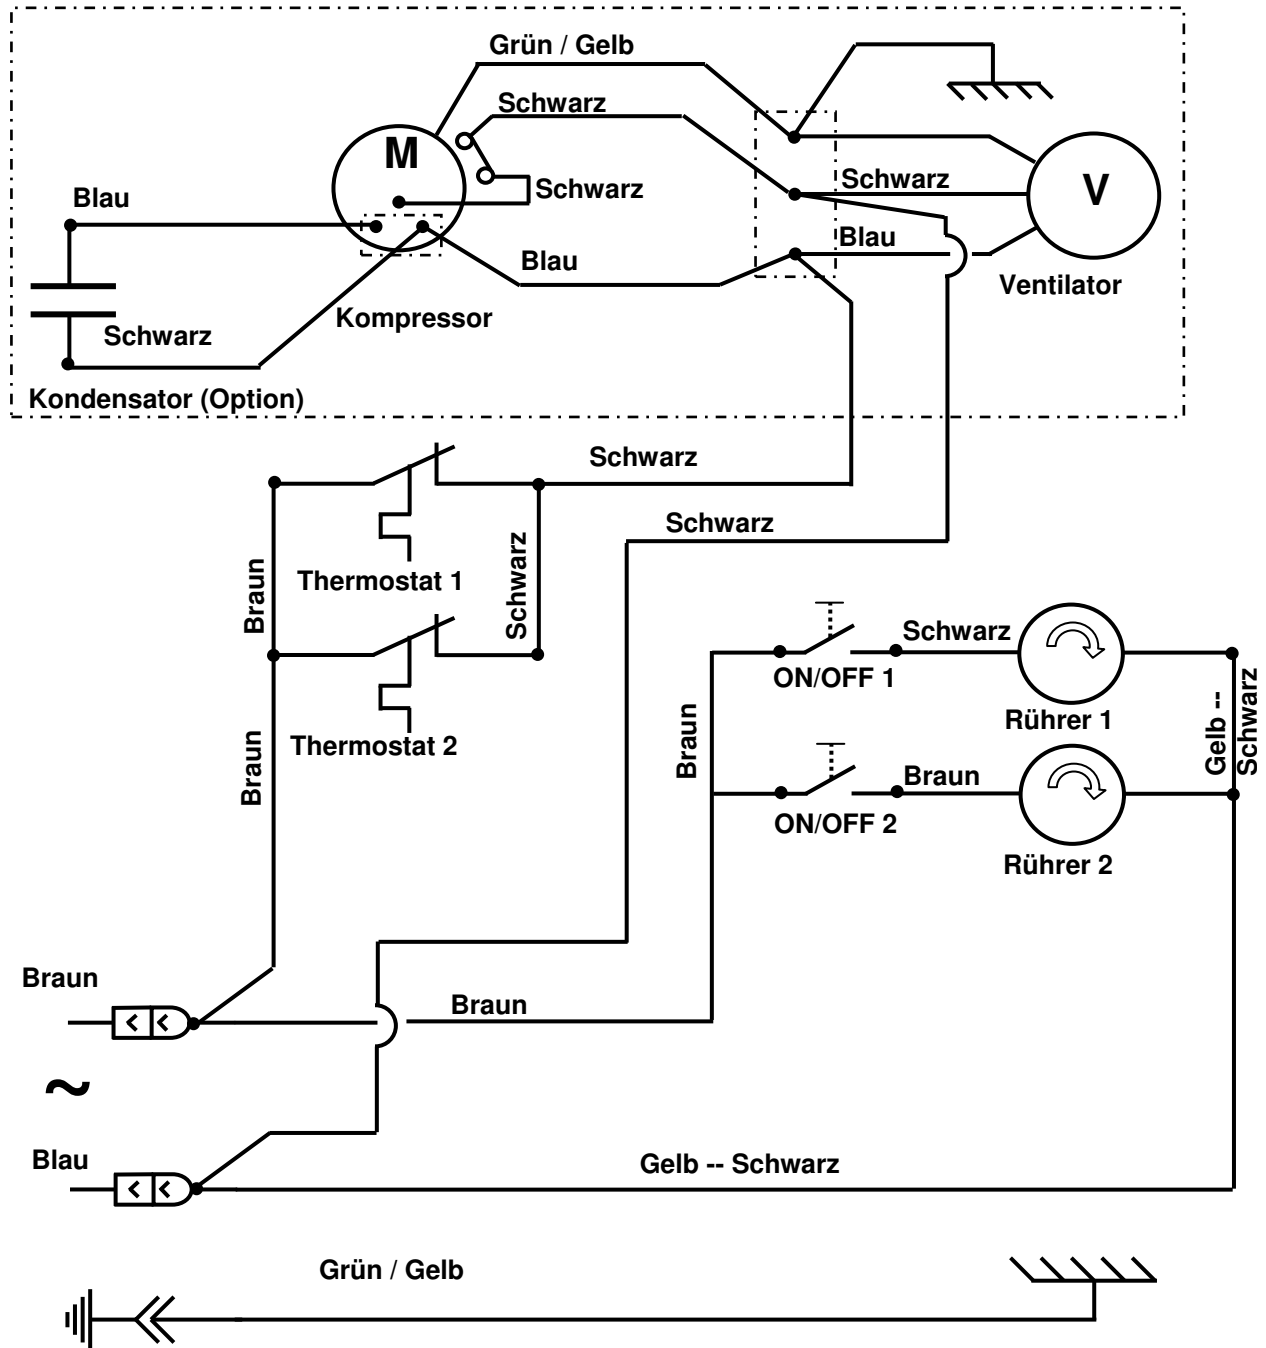 Grün / Gelb
Schwarz
M
Schwarz
Blau
Schwarz
V
Blau
Blau
Ventilator
Kompressor
Schwarz
Kondensator (Option)
Schwarz
Schwarz
Braun
Schwarz
Thermostat 1
Schwarz
ON/OFF 1
Rührer 1
Gelb --
Schwarz
Braun
Thermostat 2
Braun
Braun
ON/OFF 2
Rührer 2
Braun
Braun
~
Blau
Gelb -- Schwarz
Grün / Gelb